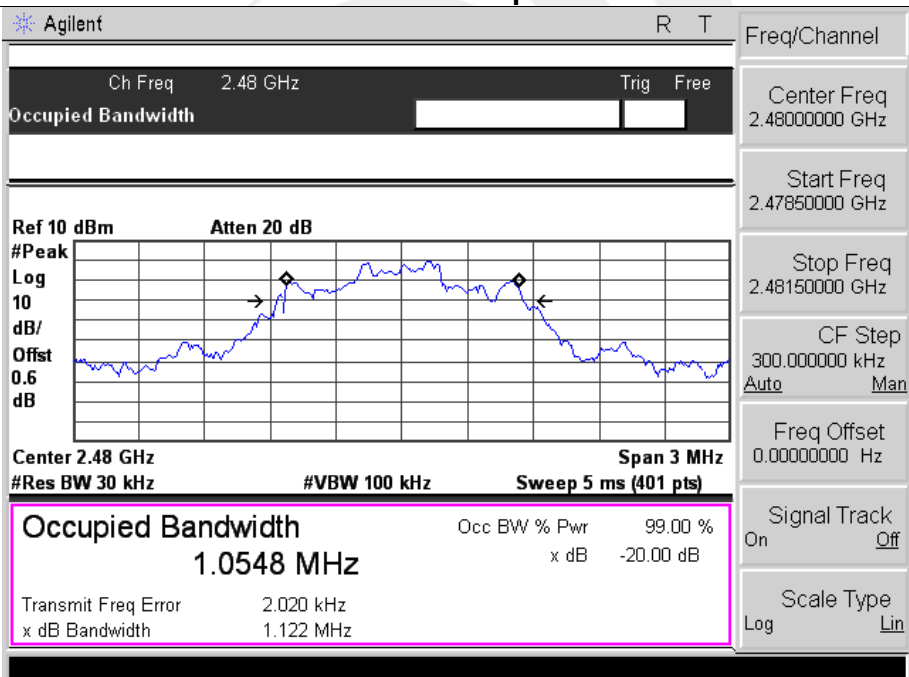 Agilent R T
Ch Freq 2.48 GHz Trig Free
Occupied Bandwidth
Ref 10 dBm Atten 20 dB
#Peak
Log
10
dB/
Offst
0.6
dB
Center 2.48 GHz Span 3 MHz
#Res BW 30 kHz #VBW 100 kHz Sweep 5 ms (401 pts)
Occupied Bandwidth Occ BW % Pwr 99.00 %
1.0548 MHz x dB -20.00 dB
Transmit Freq Error 2.020 kHz
x dB Bandwidth 1.122 MHz
Freq/Channel
Center Freq
2.48000000 GHz
Start Freq
2.47850000 GHz
Stop Freq
2.48150000 GHz
CF Step
300.000000 kHz
Auto Man
Freq Offset
0.00000000 Hz
Signal Track
On Off
Scale Type
Log Lin